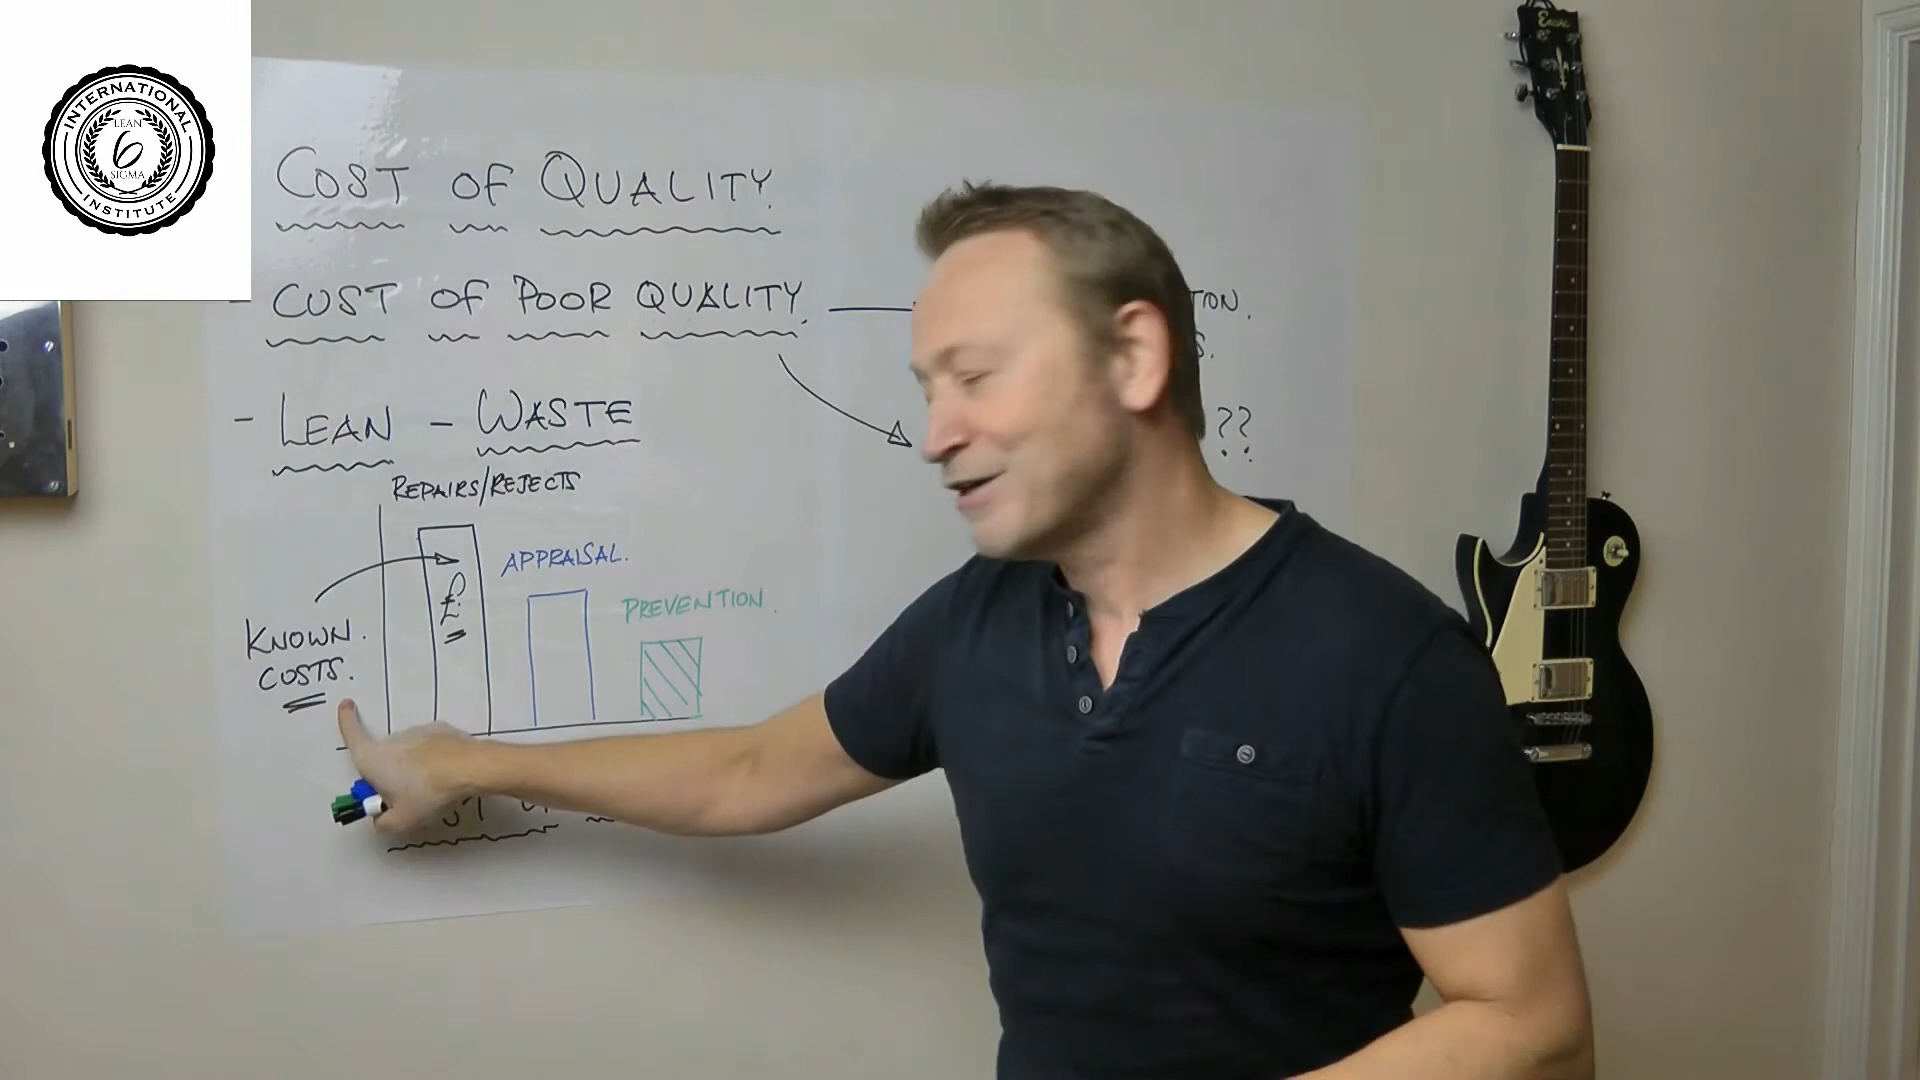 INTERNATIONAL
LEAN
6
SIGMA
INSTITUTE
COST OF QUALITY.
- COST OF POOR QUALITY.
TION.
S.
- LEAN - WASTE
??
REPAIRS/REJECTS
APPRAISAL.
PREVENTION.
£
KNOWN.
COSTS.